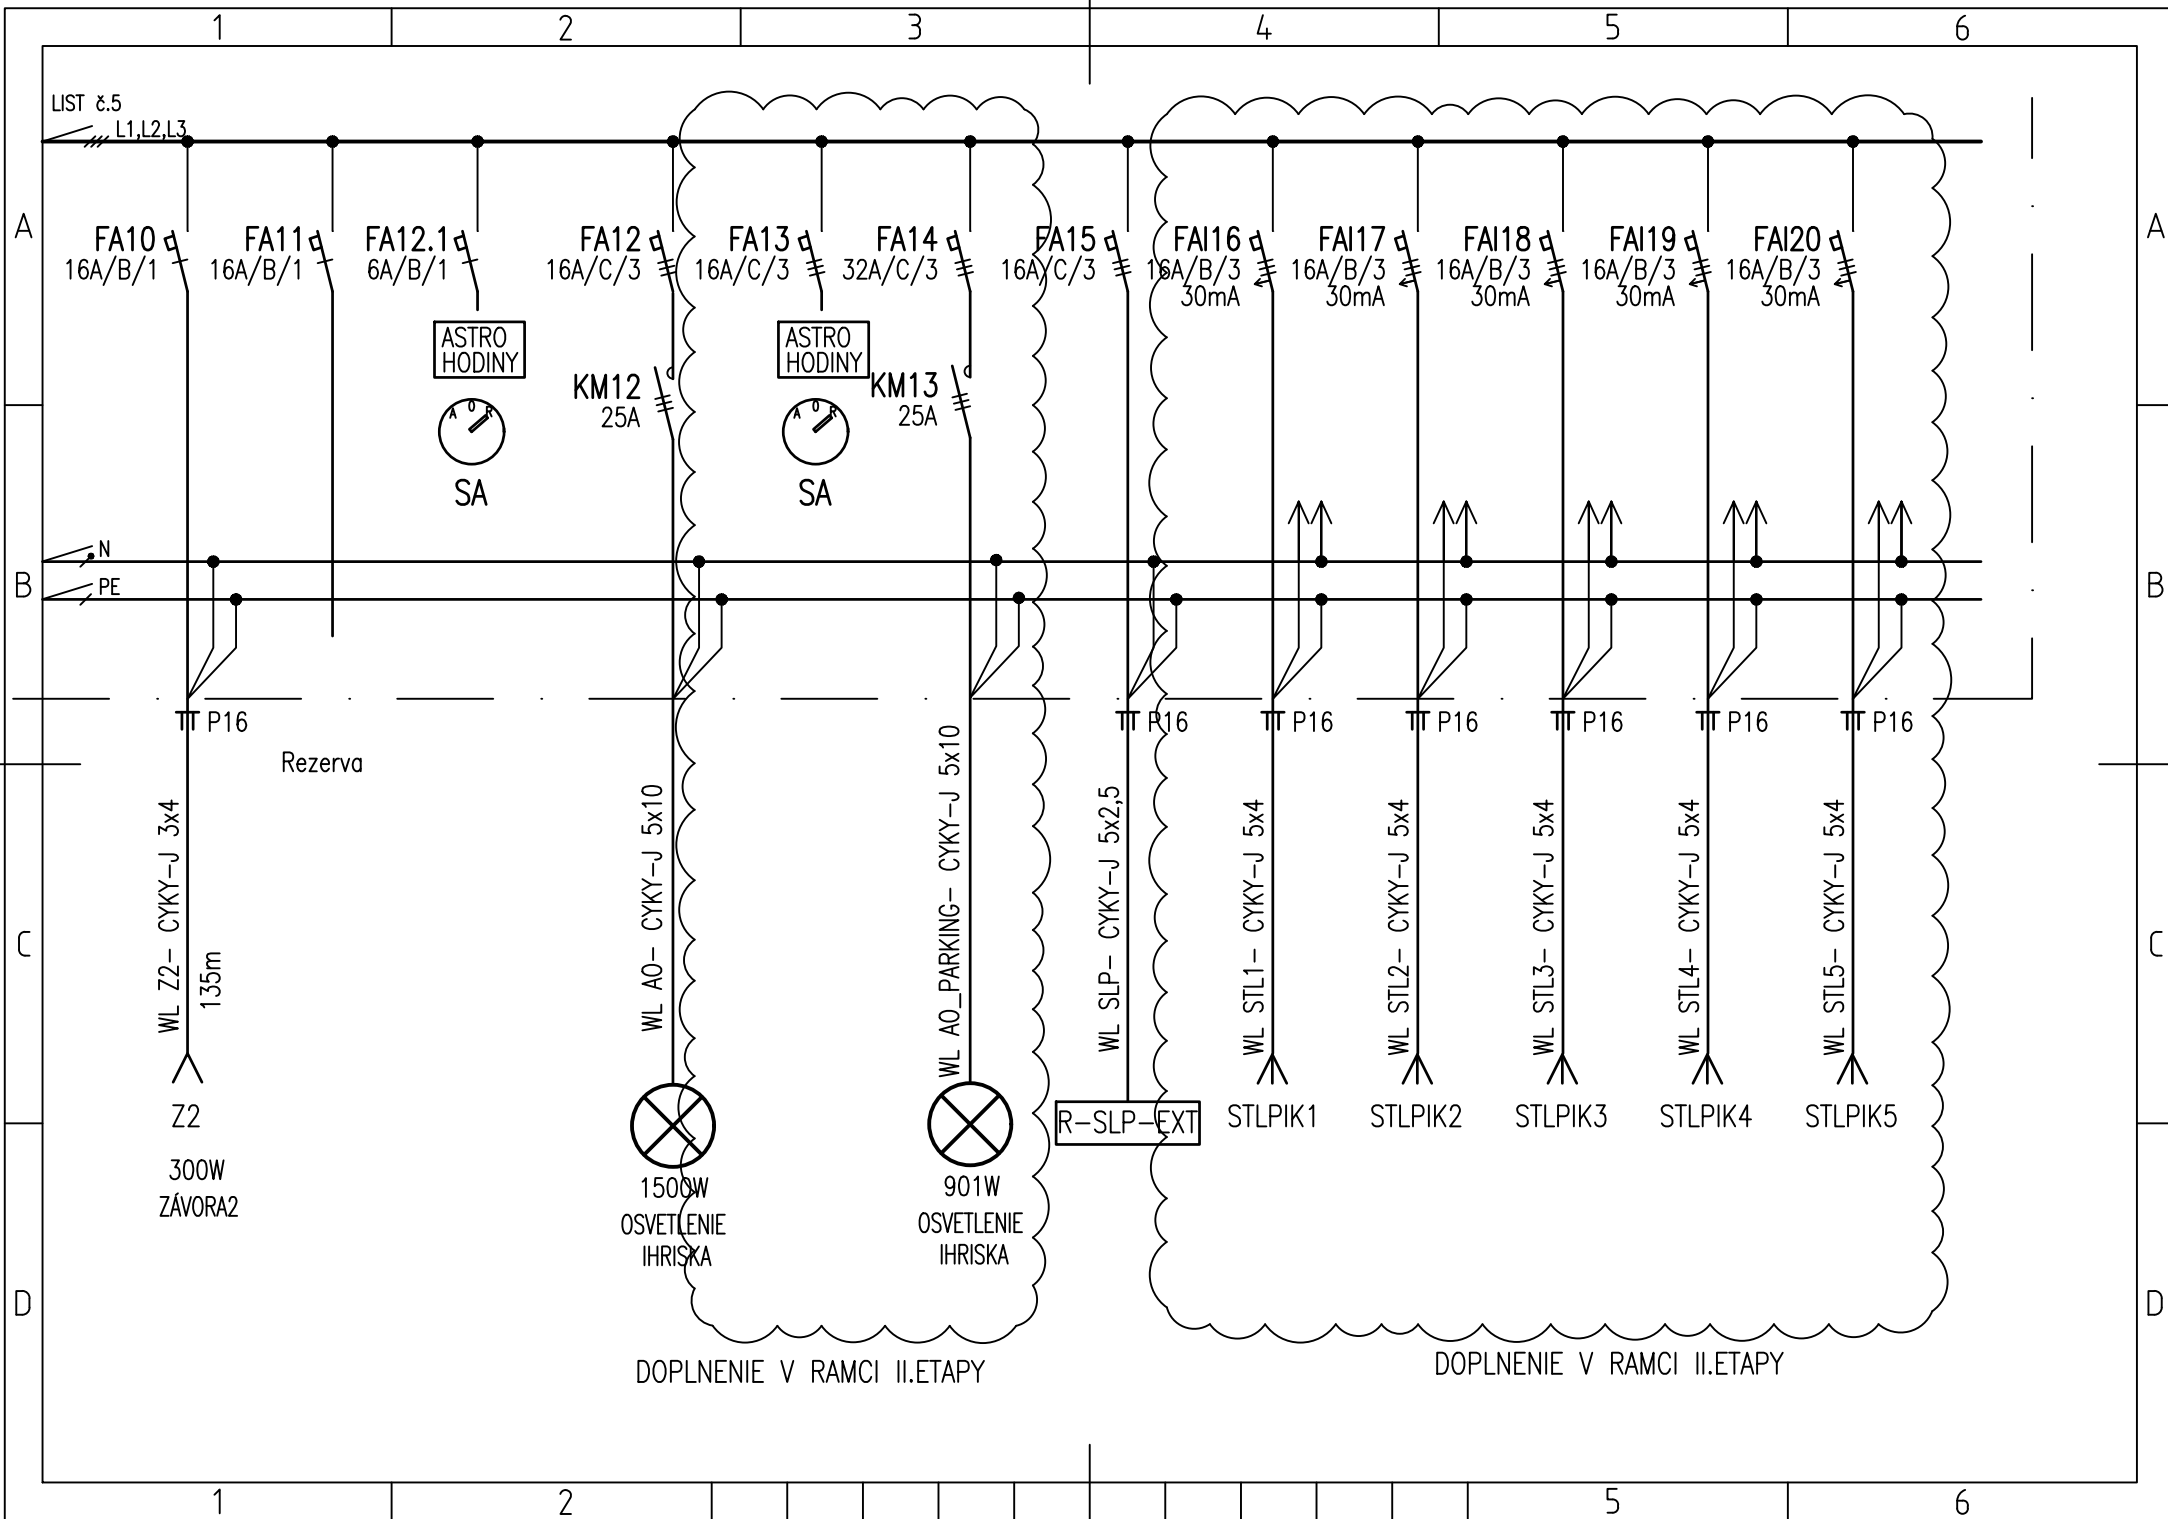 1 2 3 4 5 6
LIST č.5
L1,L2,L3
A
A
FA10
16A/B/1
FA11
16A/B/1
FA12.1
6A/B/1
FA12
16A/C/3
FA13
16A/C/3
FA14
32A/C/3
FA15
16A/C/3
FAI16
16A/B/3
30mA
FAI17
16A/B/3
30mA
FAI18
16A/B/3
30mA
FAI19
16A/B/3
30mA
FAI20
16A/B/3
30mA
ASTRO
HODINY
A O R
SA
KM12
25A
ASTRO
HODINY
A O R
SA
KM13
25A
N
B
B
PE
P16
P16
P16
P16
P16
P16
P16
Rezerva
WL Z2- CYKY-J 3x4
135m
WL AO- CYKY-J 5x10
WL AO_PARKING- CYKY-J 5x10
WL SLP- CYKY-J 5x2,5
WL STL1- CYKY-J 5x4
WL STL2- CYKY-J 5x4
WL STL3- CYKY-J 5x4
WL STL4- CYKY-J 5x4
WL STL5- CYKY-J 5x4
C
C
Z2
300W
ZÁVORA2
1500W
OSVETLENIE
IHRISKA
901W
OSVETLENIE
IHRISKA
R-SLP-EXT
STLPIK1
STLPIK2
STLPIK3
STLPIK4
STLPIK5
D
D
DOPLNENIE V RAMCI II.ETAPY
DOPLNENIE V RAMCI II.ETAPY
1 2 5 6